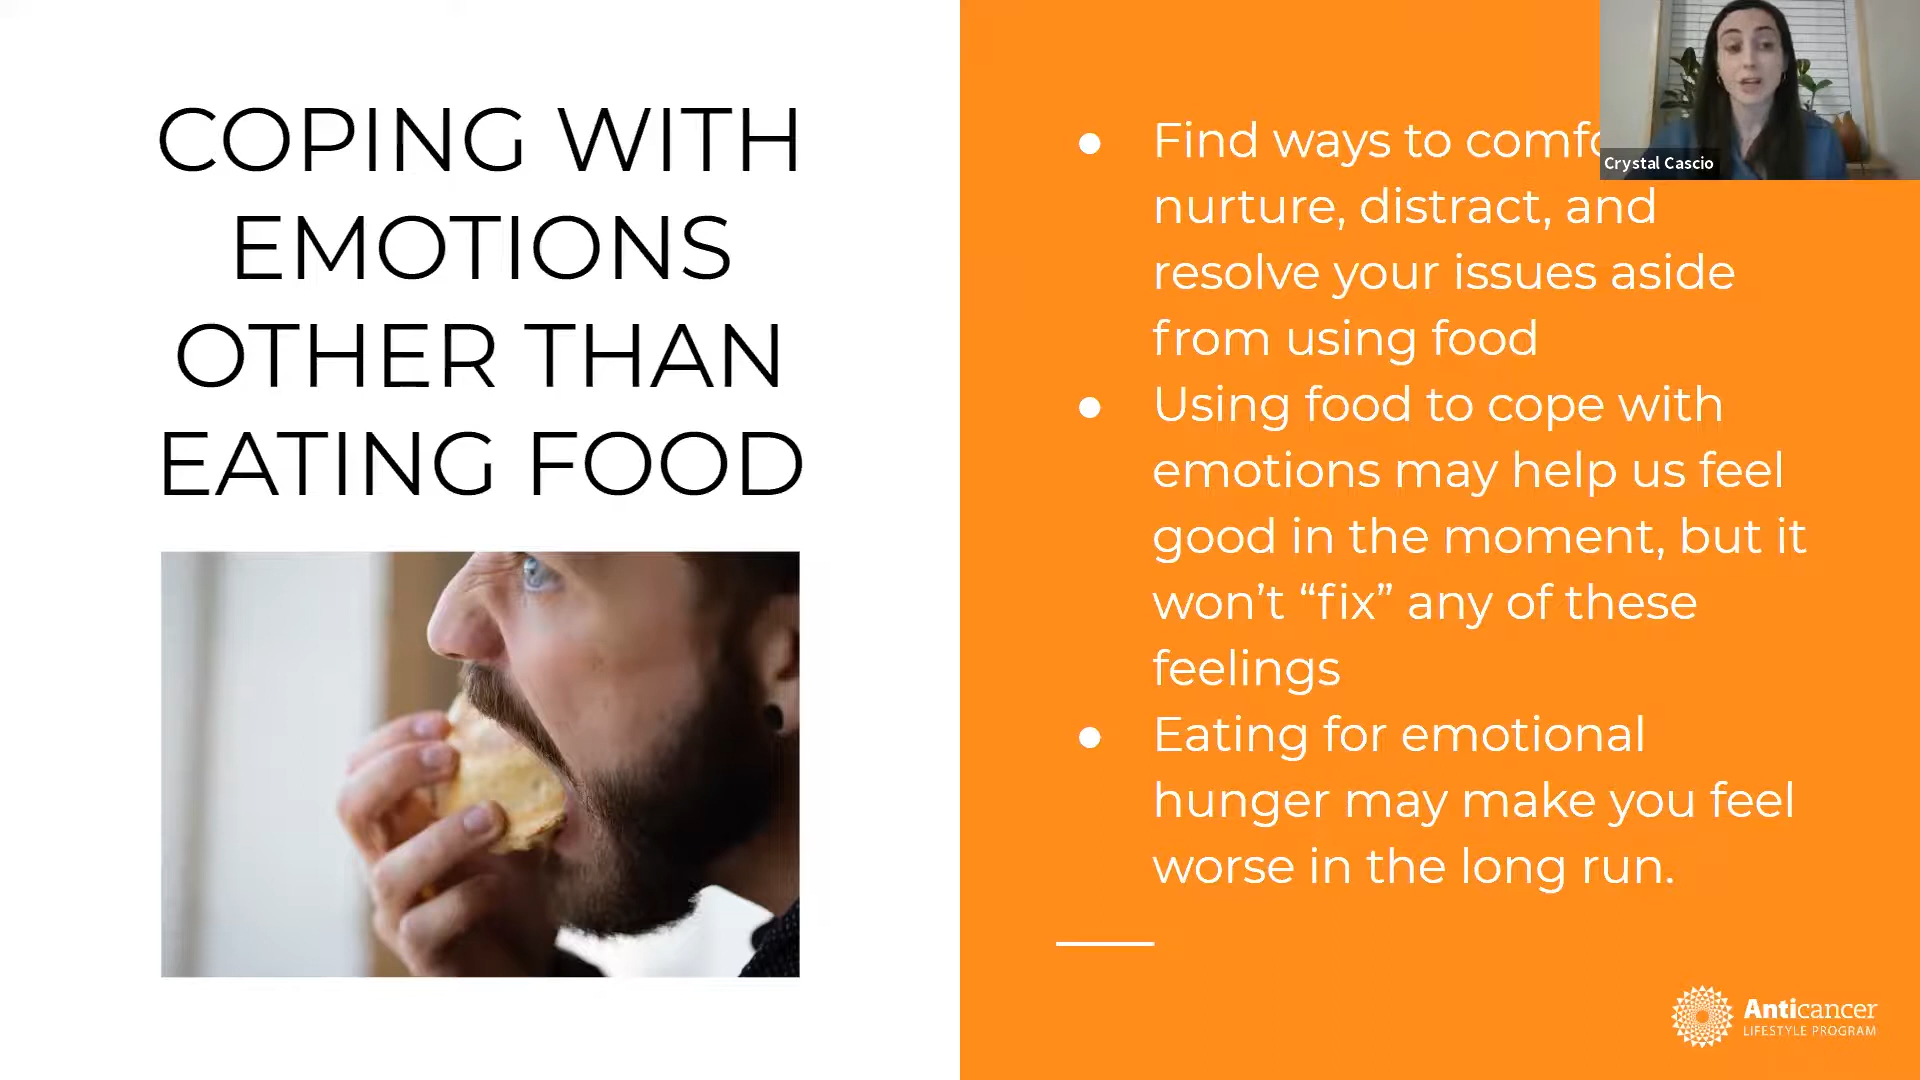 COPING WITH
EMOTIONS
OTHER THAN
EATING FOOD
● Find ways to
nurture, distract, and
resolve your issues aside
from using food
● Using food to cope with
emotions may help us feel
good in the moment, but it
won’t “fix” any of these
feelings
● Eating for emotional
hunger may make you feel
worse in the long run.
Crystal Cascio
Anticancer
LIFESTYLE PROGRAM